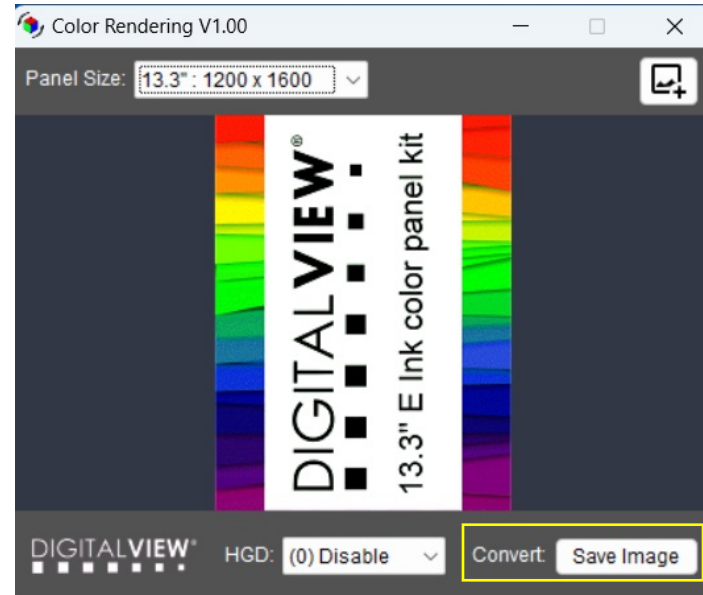 Color Rendering V1.00
Panel Size: 13.3" : 1200 x 1600
DIGITALVIEW®
13.3" E Ink color panel kit
DIGITALVIEW® HGD: (0) Disable Convert: Save Image